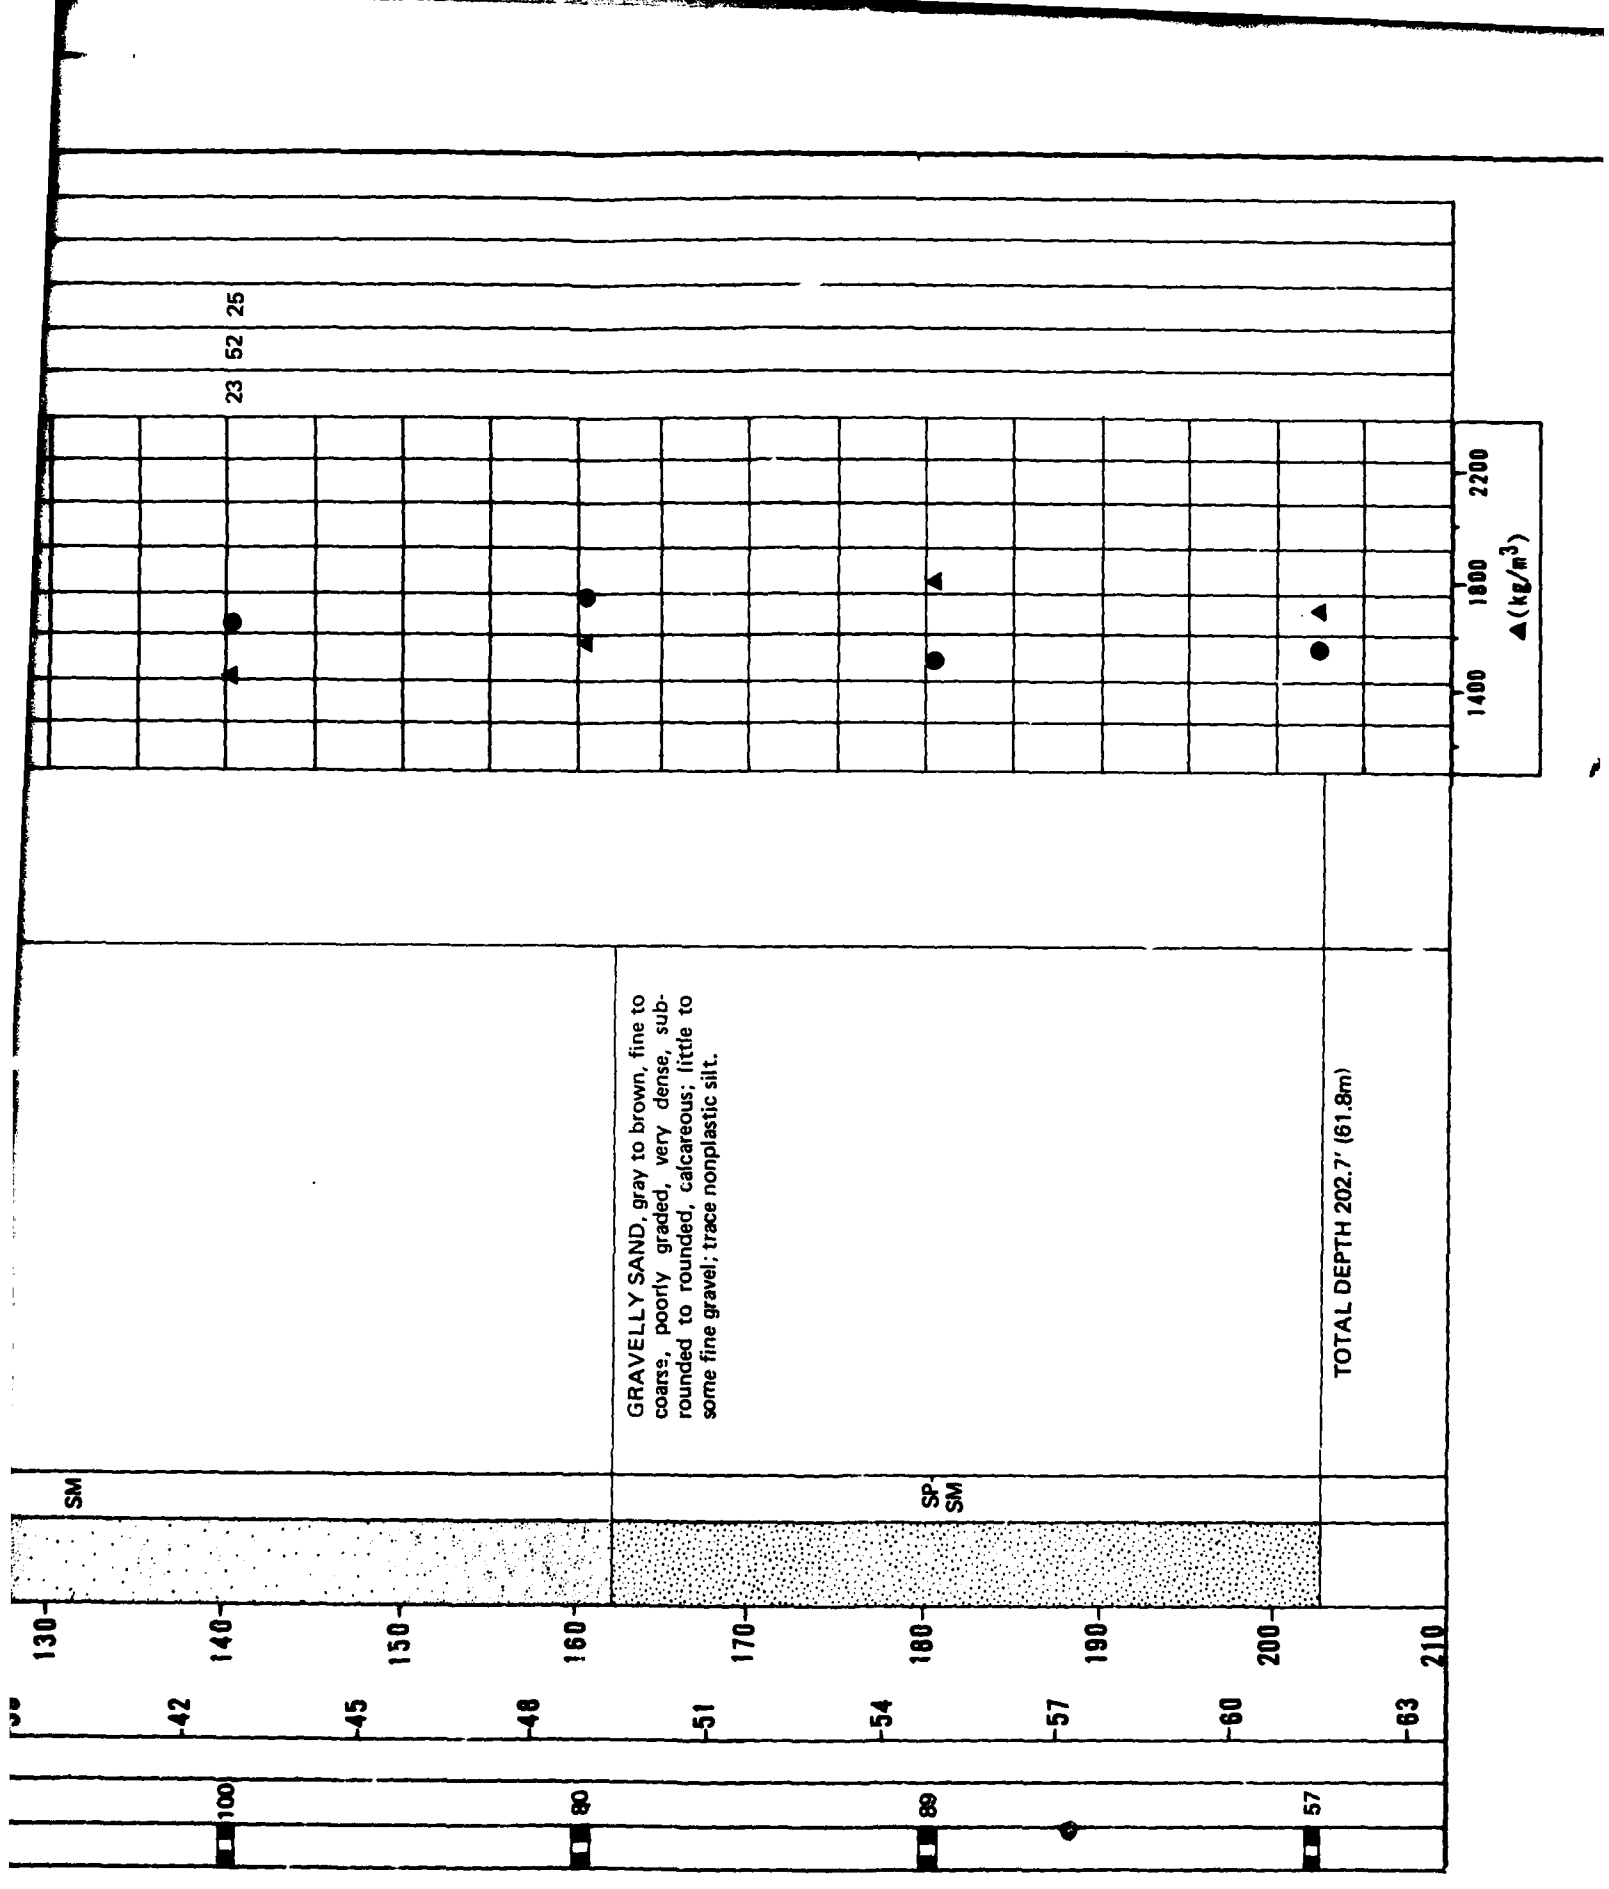 23 52 25
GRAVELLY SAND, gray to brown, fine to
coarse, poorly graded, very dense, sub-
rounded to rounded, calcareous; little to
some fine gravel; trace nonplastic silt.
TOTAL DEPTH 202.7' (61.8m)
SM
SP-
SM
130
140
150
160
170
180
190
200
210
42
45
48
51
54
57
60
63
100
80
89
57
1400 1800 2200
▲(kg/m³)